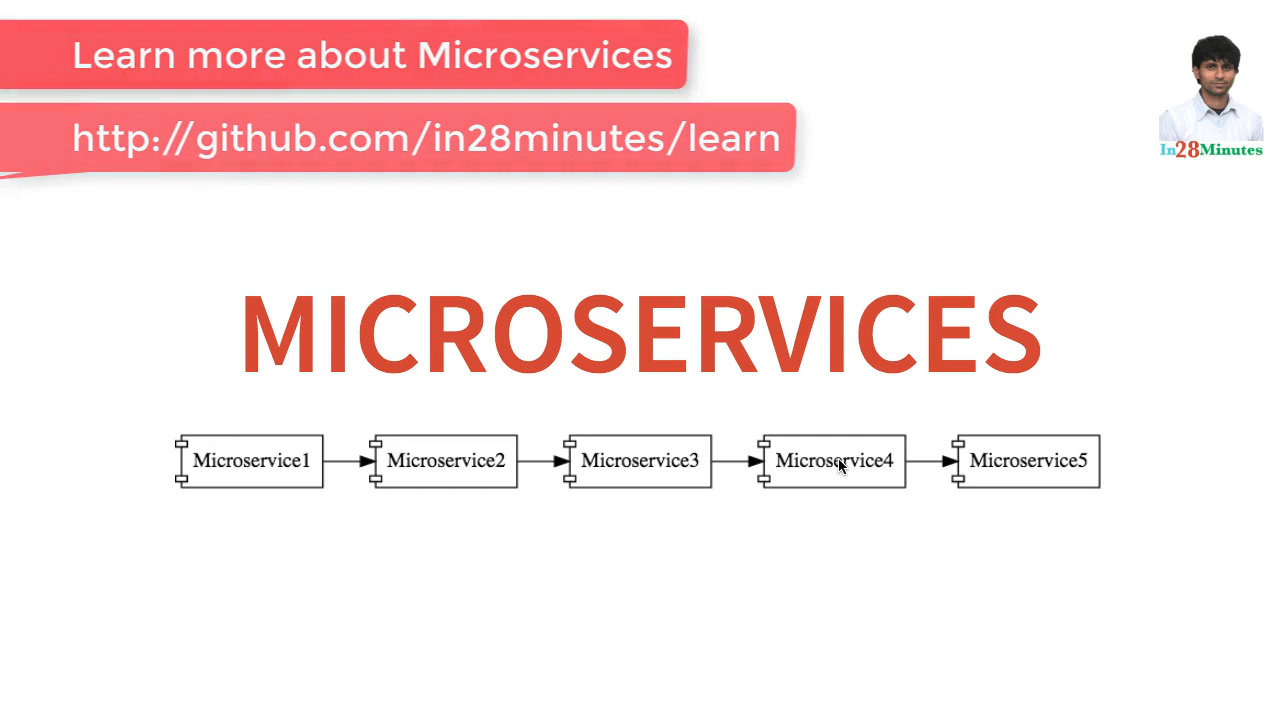 Learn more about Microservices
http://github.com/in28minutes/learn
In28Minutes
MICROSERVICES
Microservice1
Microservice2
Microservice3
Microservice4
Microservice5